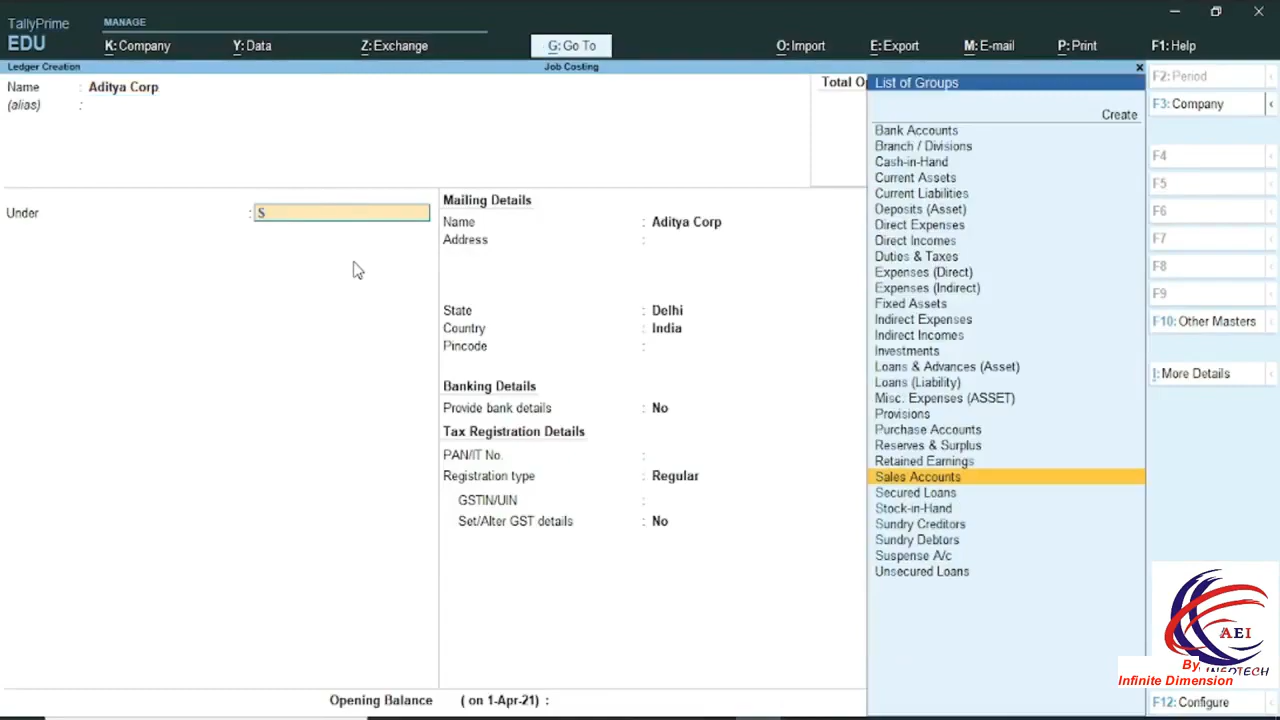 TallyPrime
EDU
MANAGE
K: Company
Y: Data
Z: Exchange
G: Go To
O: Import
E: Export
M: E-mail
P: Print
F1: Help
Ledger Creation
Job Costing
Name : Aditya Corp
(alias) :
Total O
Under : S
Mailing Details
Name : Aditya Corp
Address :
State : Delhi
Country : India
Pincode :
Banking Details
Provide bank details : No
Tax Registration Details
PAN/IT No. :
Registration type : Regular
GSTIN/UIN :
Set/Alter GST details : No
Opening Balance ( on 1-Apr-21) :
List of Groups
Create
Bank Accounts
Branch / Divisions
Cash-in-Hand
Current Assets
Current Liabilities
Deposits (Asset)
Direct Expenses
Direct Incomes
Duties & Taxes
Expenses (Direct)
Expenses (Indirect)
Fixed Assets
Indirect Expenses
Indirect Incomes
Investments
Loans & Advances (Asset)
Loans (Liability)
Misc. Expenses (ASSET)
Provisions
Purchase Accounts
Reserves & Surplus
Retained Earnings
Sales Accounts
Secured Loans
Stock-in-Hand
Sundry Creditors
Sundry Debtors
Suspense A/c
Unsecured Loans
F2: Period
F3: Company
F4
F5
F6
F7
F8
F9
F10: Other Masters
I: More Details
AEI
By,
Infinite Dimension
F12: Configure